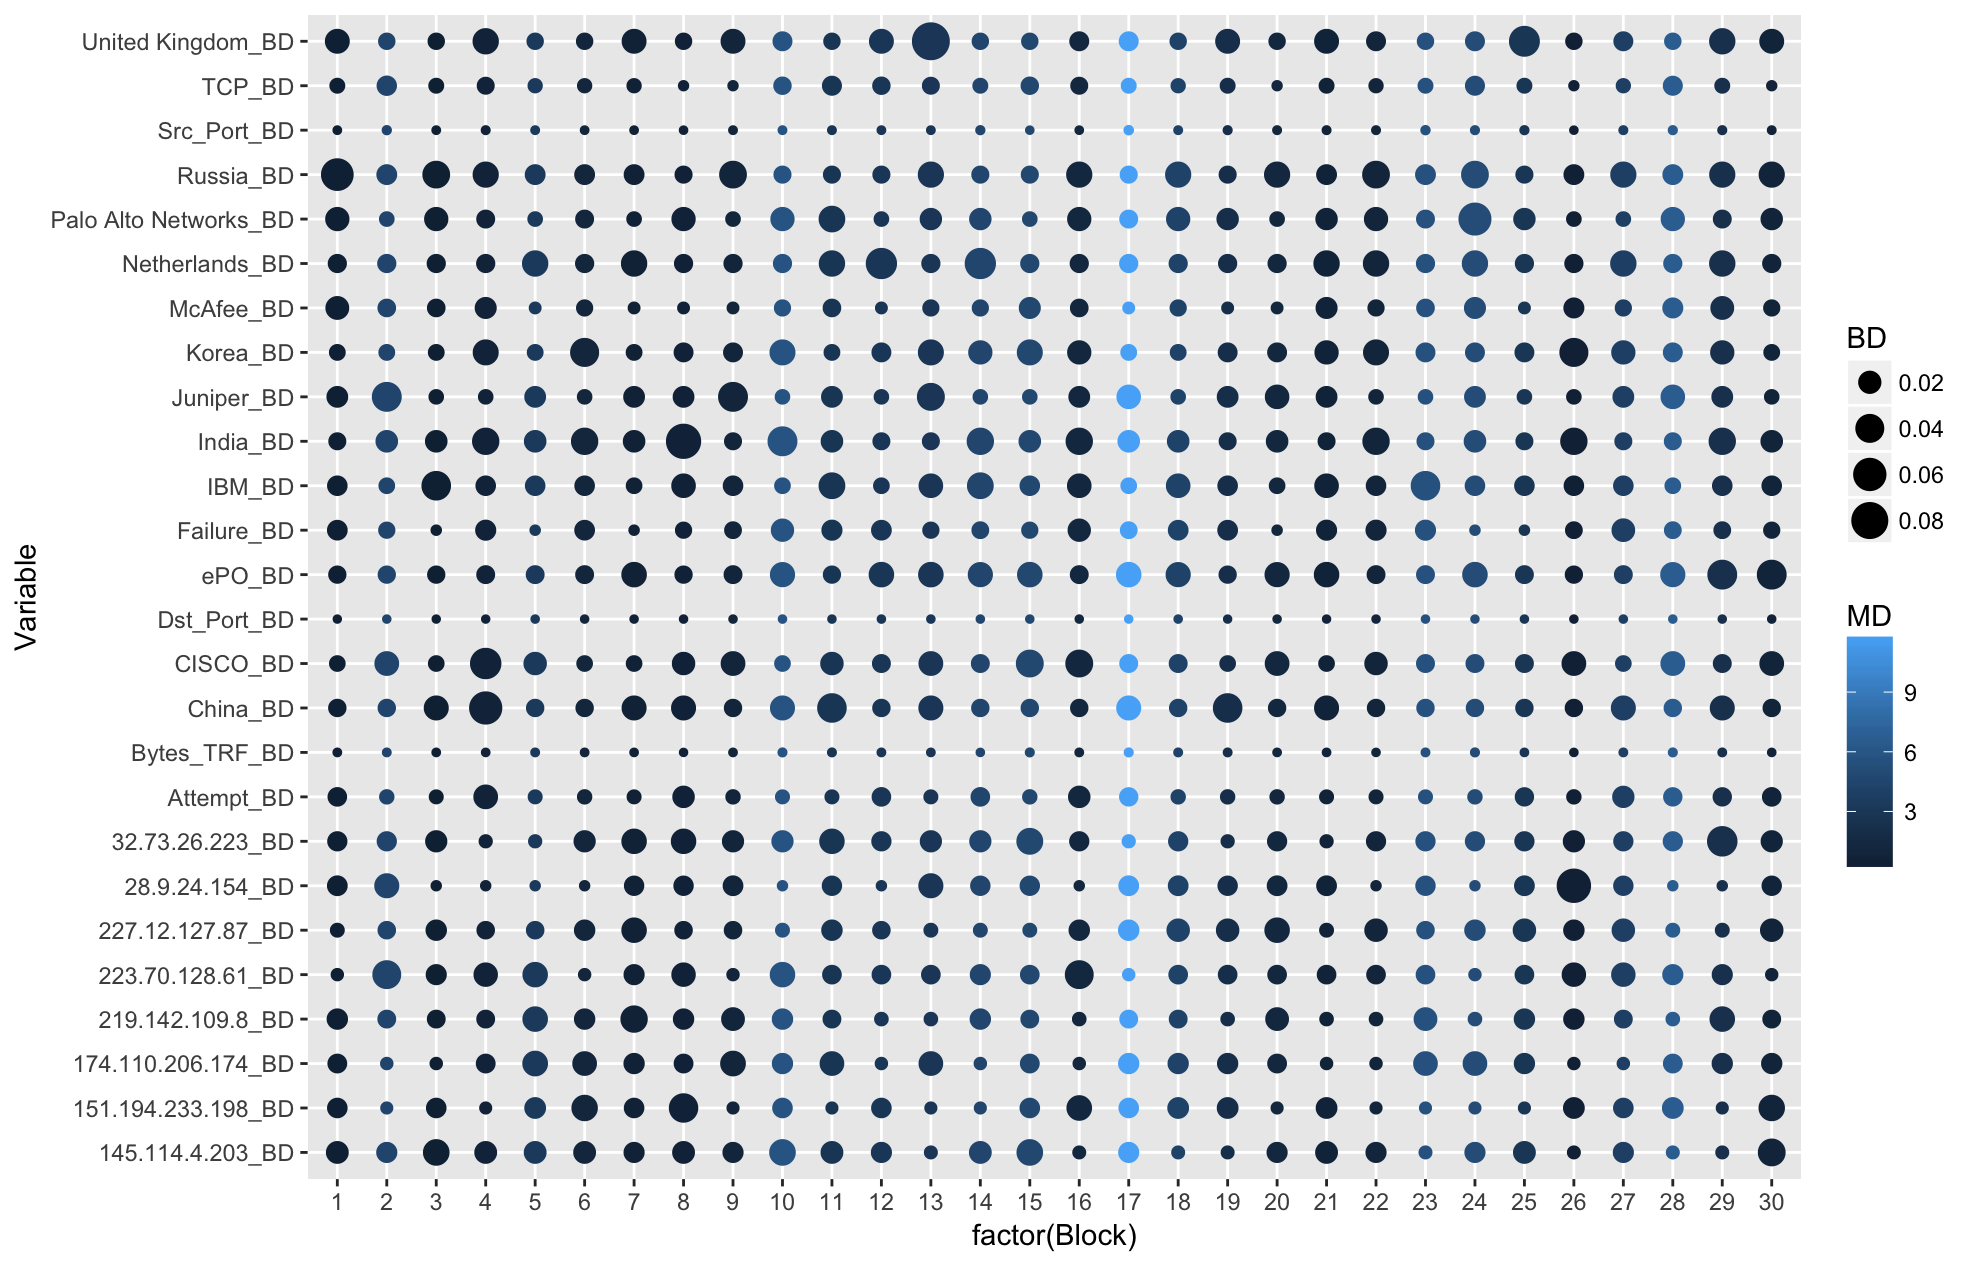 Variable
United Kingdom_BD
TCP_BD
Src_Port_BD
Russia_BD
Palo Alto Networks_BD
Netherlands_BD
McAfee_BD
Korea_BD
Juniper_BD
India_BD
IBM_BD
Failure_BD
ePO_BD
Dst_Port_BD
CISCO_BD
China_BD
Bytes_TRF_BD
Attempt_BD
32.73.26.223_BD
28.9.24.154_BD
227.12.127.87_BD
223.70.128.61_BD
219.142.109.8_BD
174.110.206.174_BD
151.194.233.198_BD
145.114.4.203_BD
1 2 3 4 5 6 7 8 9 10 11 12 13 14 15 16 17 18 19 20 21 22 23 24 25 26 27 28 29 30
factor(Block)
BD
0.02
0.04
0.06
0.08
MD
9
6
3